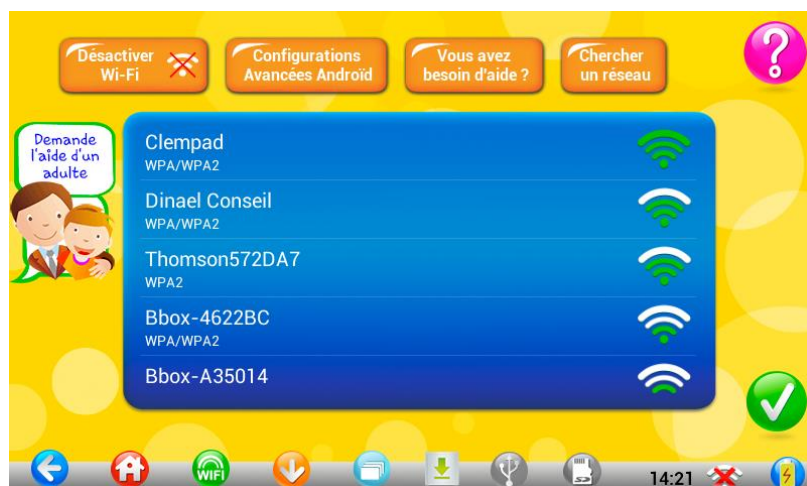 Désactiver
Wi-Fi
Configurations
Avancées Androïd
Vous avez
besoin d'aide ?
Chercher
un réseau
?
Demande
l'aide d'un
adulte
Clempad
WPA/WPA2
Dinael Conseil
WPA/WPA2
Thomson572DA7
WPA2
Bbox-4622BC
WPA/WPA2
Bbox-A35014
WIFI
14:21